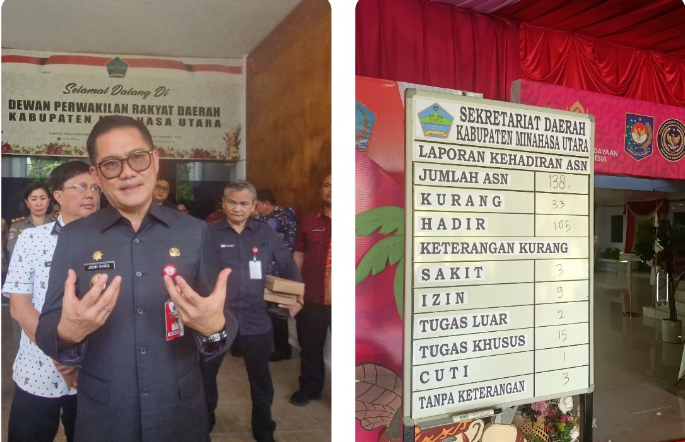 Selamat Datang Di
DEWAN PERWAKILAN RAKYAT DAERAH
KABUPATEN MINAHASA UTARA
SEKRETARIAT DAERAH
KABUPATEN MINAHASA UTARA
LAPORAN KEHADIRAN ASN
JUMLAH ASN 138
KURANG 33
HADIR 105
KETERANGAN KURANG
SAKIT 3
IZIN 9
TUGAS LUAR 2
TUGAS KHUSUS 15
CUTI 1
TANPA KETERANGAN 3